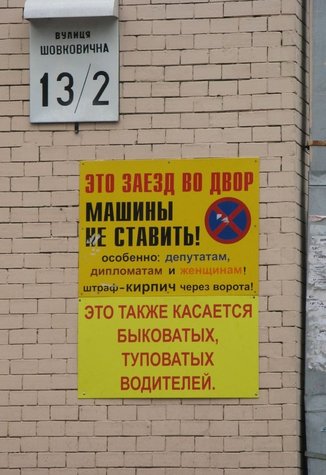 ВУЛИЦЯ
ШОВКОВИЧНА
13/2
ЭТО ЗАЕЗД ВО ДВОР
МАШИНЫ
НЕ СТАВИТЬ!
особенно: депутатам,
дипломатам и женщинам!
штраф-кирпич через ворота!
ЭТО ТАКЖЕ КАСАЕТСЯ
БЫКОВАТЫХ,
ТУПОВАТЫХ
ВОДИТЕЛЕЙ.